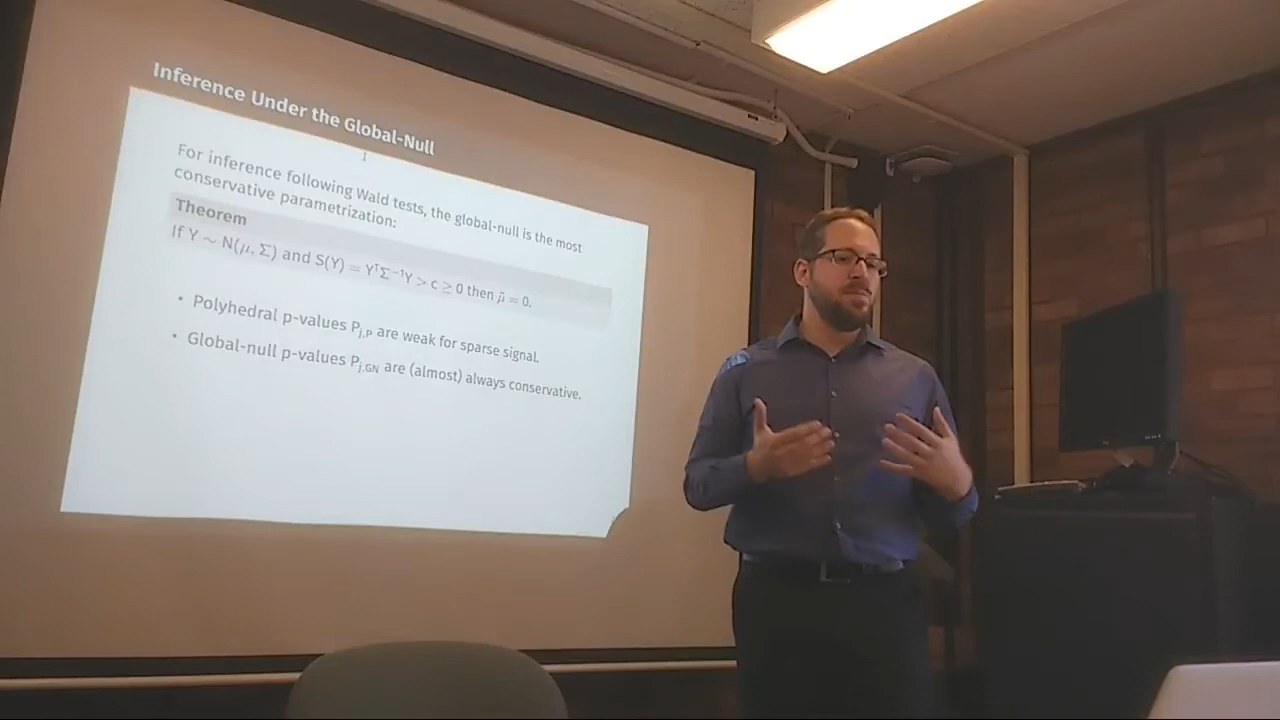 Inference Under the Global-Null
For inference following Wald tests, the global-null is the most
conservative parametrization:
Theorem
If Y ∼ N(μ, Σ) and S(Y) = YᵀΣ⁻¹Y > c ≥ 0 then μ̃ = 0.
• Polyhedral p-values Pⱼ,P are weak for sparse signal.
• Global-null p-values Pⱼ,GN are (almost) always conservative.